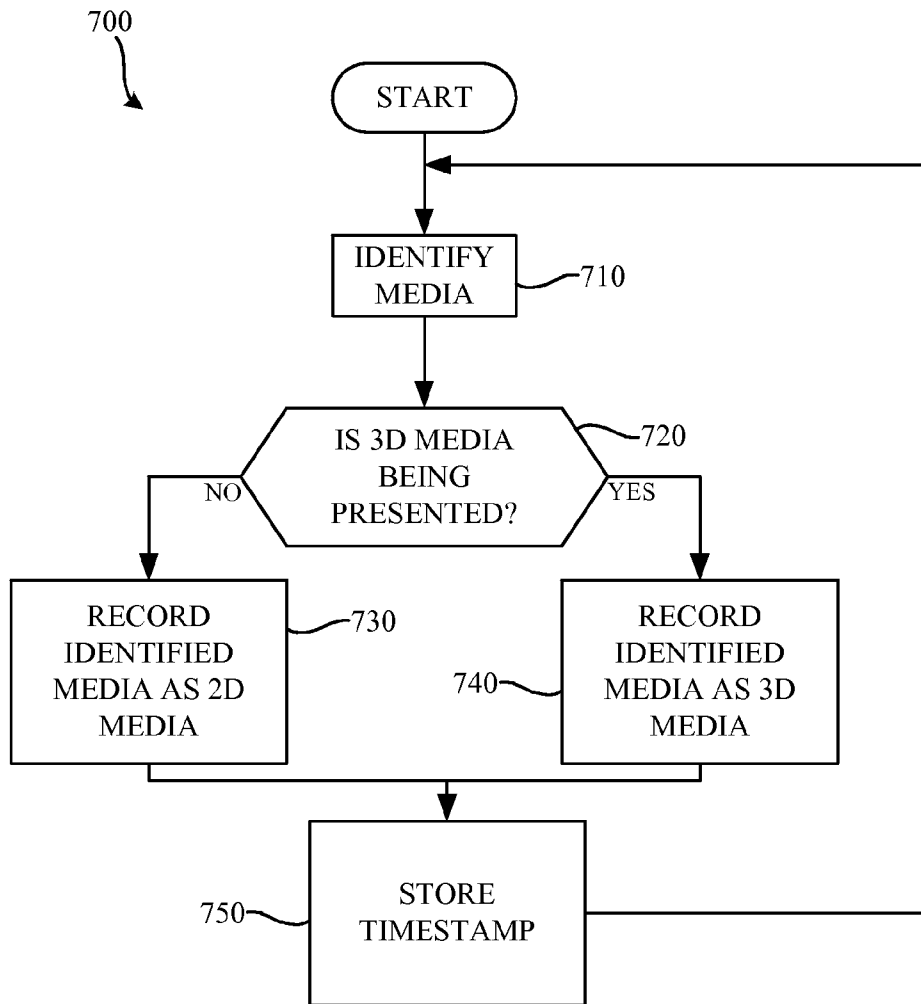 700
START
IDENTIFY
MEDIA
710
IS 3D MEDIA
BEING
PRESENTED?
720
NO
YES
RECORD
IDENTIFIED
MEDIA AS 2D
MEDIA
730
RECORD
IDENTIFIED
MEDIA AS 3D
MEDIA
740
STORE
TIMESTAMP
750